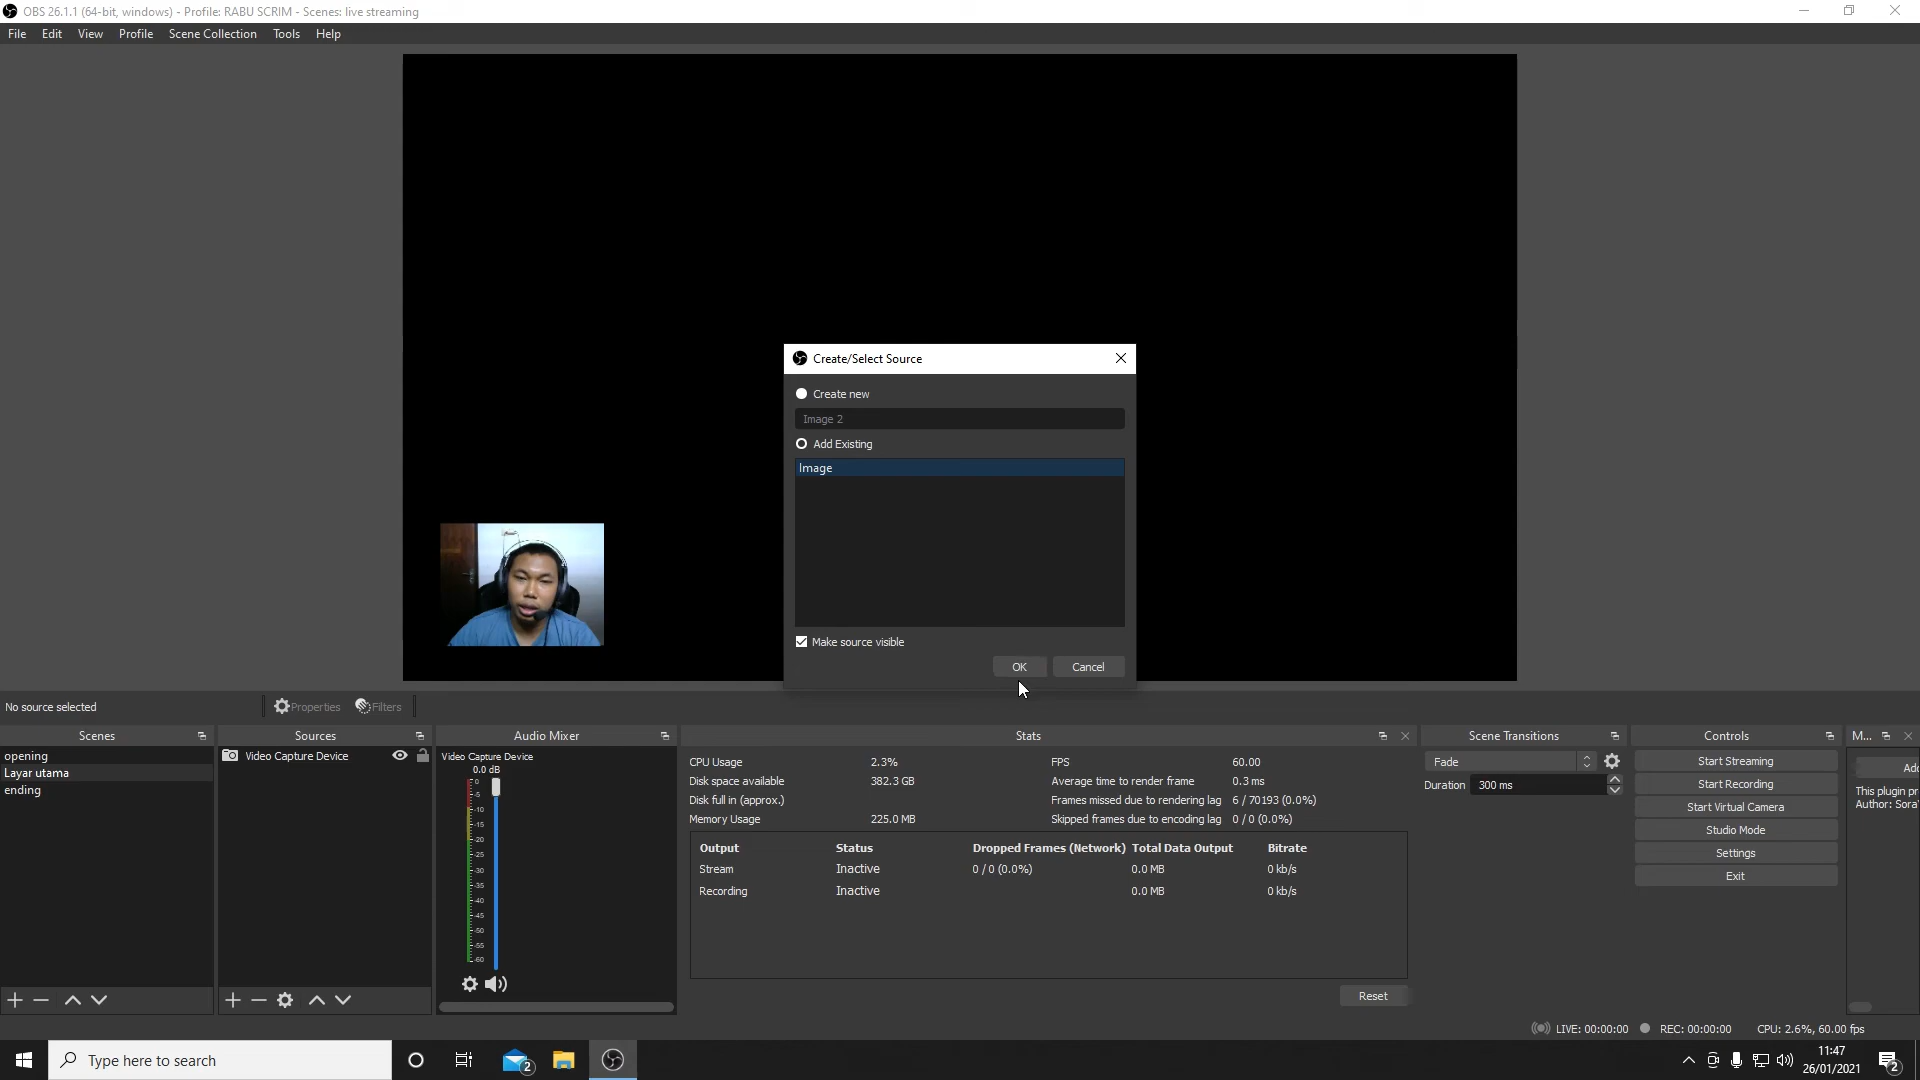 OBS 26.1.1 (64-bit, windows) - Profile: RABU SCRIM - Scenes: live streaming
File Edit View Profile Scene Collection Tools Help
Create/Select Source
Create new
Image 2
Add Existing
Image
Make source visible
OK Cancel
No source selected Properties Filters
Scenes Sources Audio Mixer Stats Scene Transitions Controls M...
opening
Layar utama
ending
Video Capture Device
Video Capture Device
0.0 dB
0
-5
-10
-15
-20
-25
-30
-35
-40
-45
-50
-55
-60
CPU Usage 2.3% FPS 60.00
Disk space available 382.3 GB Average time to render frame 0.3 ms
Disk full in (approx.) Frames missed due to rendering lag 6 / 70193 (0.0%)
Memory Usage 225.0 MB Skipped frames due to encoding lag 0 / 0 (0.0%)
Output Status Dropped Frames (Network) Total Data Output Bitrate
Stream Inactive 0 / 0 (0.0%) 0.0 MB 0 kb/s
Recording Inactive 0.0 MB 0 kb/s
Reset
Fade
Duration 300 ms
Start Streaming
Start Recording
Start Virtual Camera
Studio Mode
Settings
Exit
This plugin pr
Author: Sora
LIVE: 00:00:00 REC: 00:00:00 CPU: 2.6%, 60.00 fps
Type here to search
2
11:47
26/01/2021
2